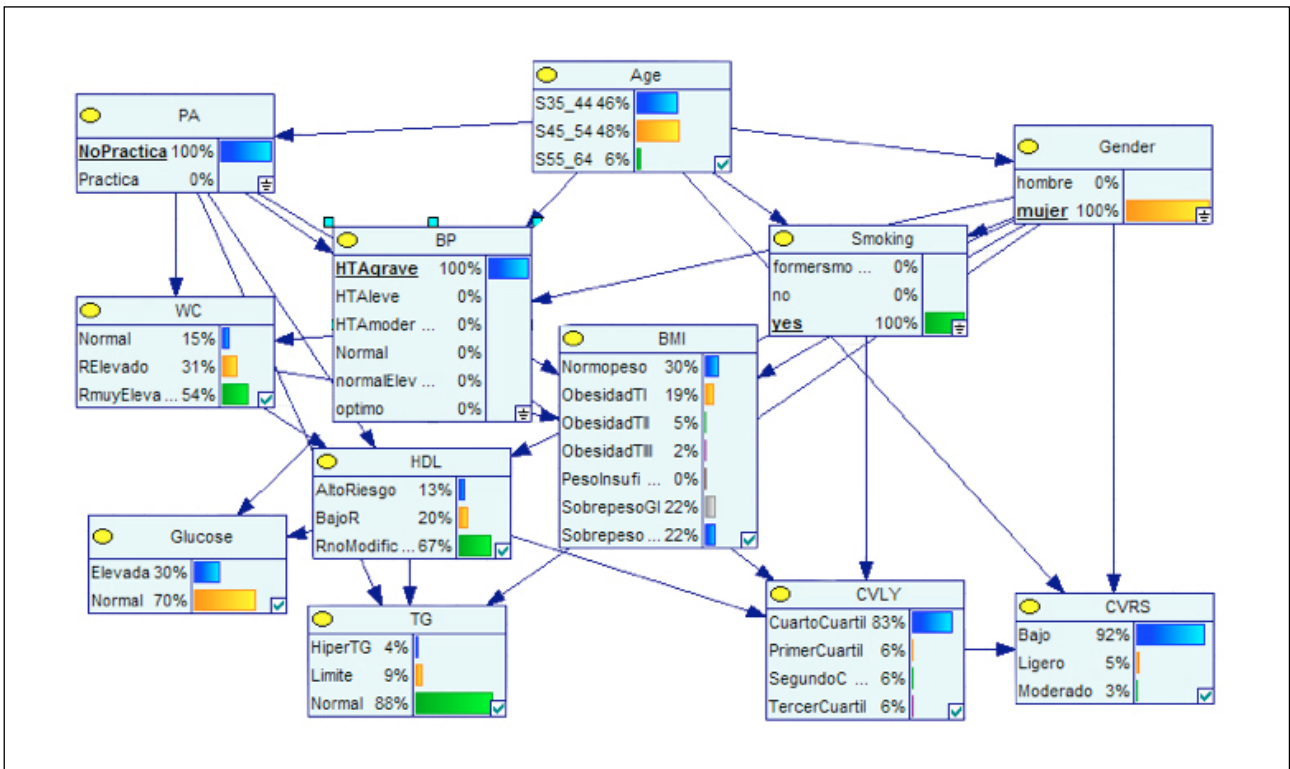 Age
S35_44 46%
S45_54 48%
S55_64 6%
PA
NoPractica 100%
Practica 0%
Gender
hombre 0%
mujer 100%
BP
HTAgrave 100%
HTAleve 0%
HTAmoder ... 0%
Normal 0%
normalElev ... 0%
optimo 0%
Smoking
formersmo ... 0%
no 0%
yes 100%
WC
Normal 15%
RElevado 31%
RmuyEleva ... 54%
BMI
Normopeso 30%
ObesidadTI 19%
ObesidadTII 5%
ObesidadTIII 2%
PesoInsufi ... 0%
SobrepesoGI 22%
Sobrepeso ... 22%
HDL
AltoRiesgo 13%
BajoR 20%
RnoModific ... 67%
Glucose
Elevada 30%
Normal 70%
TG
HiperTG 4%
Limite 9%
Normal 88%
CVLY
CuartoCuartil 83%
PrimerCuartil 6%
SegundoC ... 6%
TercerCuartil 6%
CVRS
Bajo 92%
Ligero 5%
Moderado 3%